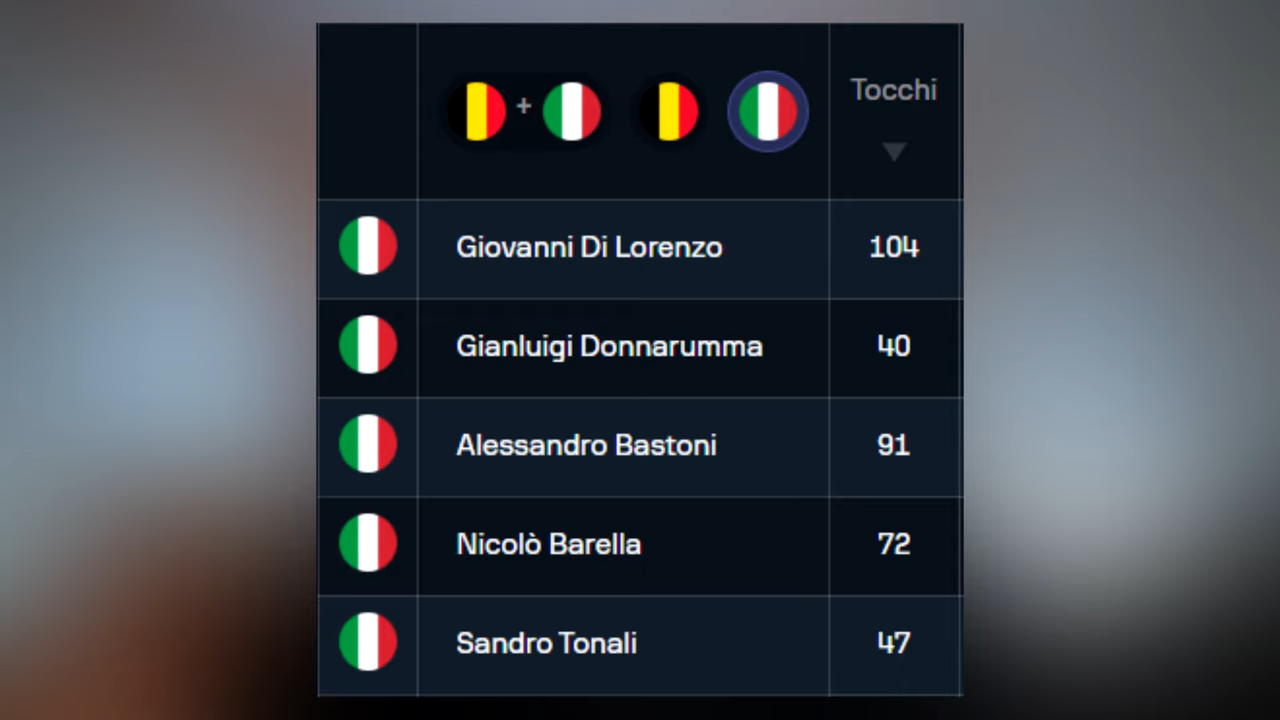 +
Tocchi
Giovanni Di Lorenzo 104
Gianluigi Donnarumma 40
Alessandro Bastoni 91
Nicolò Barella 72
Sandro Tonali 47